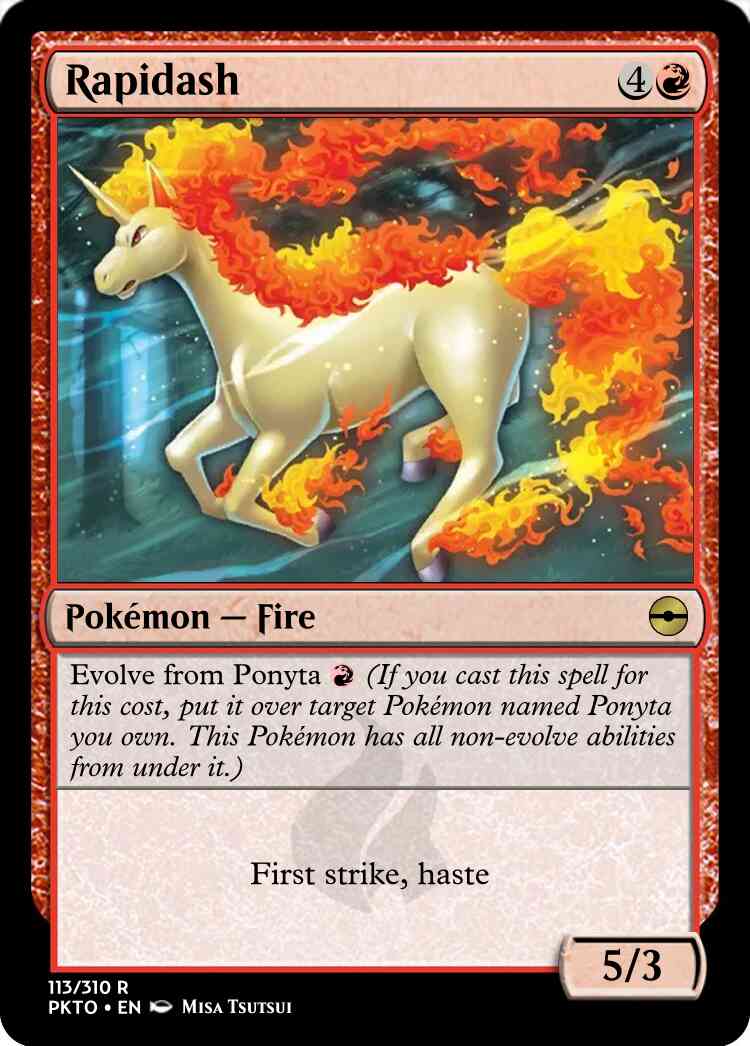 Rapidash 4
Pokémon — Fire
Evolve from Ponyta (If you cast this spell for
this cost, put it over target Pokémon named Ponyta
you own. This Pokémon has all non-evolve abilities
from under it.)
First strike, haste
5/3
113/310 R
PKTO • EN Misa Tsutsui